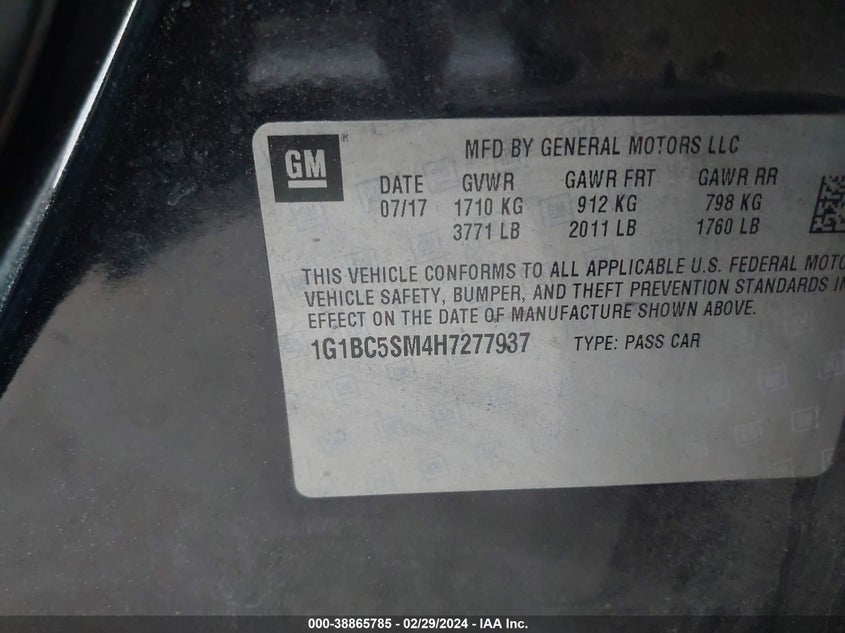 GM
MFD BY GENERAL MOTORS LLC
DATE GVWR GAWR FRT GAWR RR
07/17 1710 KG 912 KG 798 KG
3771 LB 2011 LB 1760 LB
THIS VEHICLE CONFORMS TO ALL APPLICABLE U.S. FEDERAL MOTO
VEHICLE SAFETY, BUMPER, AND THEFT PREVENTION STANDARDS IN
EFFECT ON THE DATE OF MANUFACTURE SHOWN ABOVE.
1G1BC5SM4H7277937 TYPE: PASS CAR
000-38865785 - 02/29/2024 - IAA Inc.